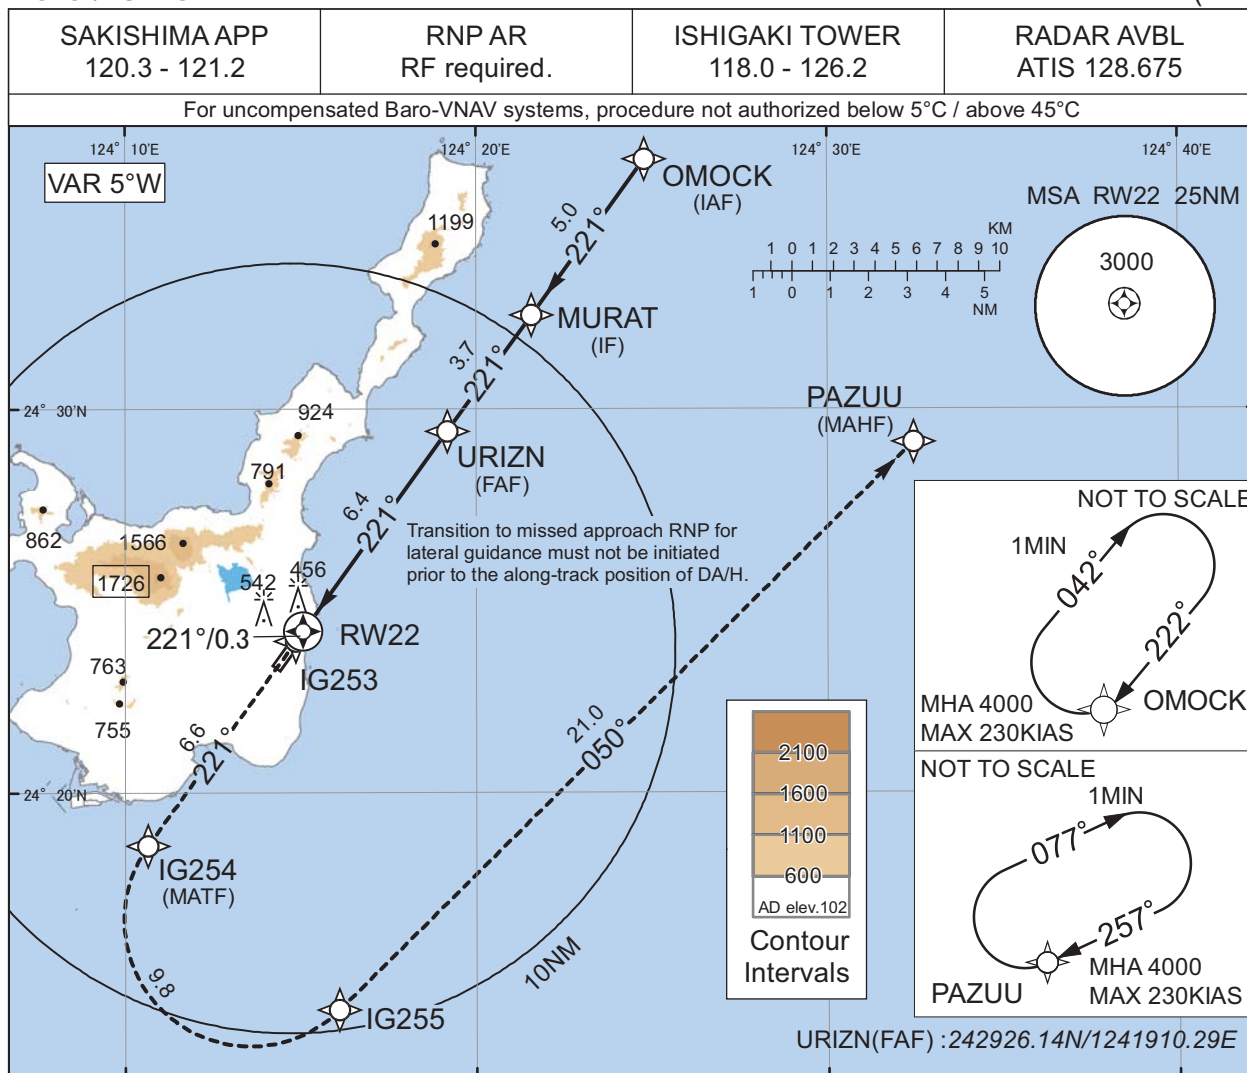 SAKISHIMA APP
120.3 - 121.2
RNP AR
RF required.
ISHIGAKI TOWER
118.0 - 126.2
RADAR AVBL
ATIS 128.675
For uncompensated Baro-VNAV systems, procedure not authorized below 5°C / above 45°C
124° 10'E
124° 20'E
124° 30'E
124° 40'E
VAR 5°W
OMOCK
(IAF)
5.0
221°
1199
MSA RW22 25NM
3000
KM
1 0 1 2 3 4 5 6 7 8 9 10
1 0 1 2 3 4 5
NM
MURAT
(IF)
3.7
221°
PAZUU
(MAHF)
24° 30'N
924
URIZN
(FAF)
791
6.4
221°
862
1566
1726
542
456
Transition to missed approach RNP for
lateral guidance must not be initiated
prior to the along-track position of DA/H.
221°/0.3
RW22
IG253
763
755
6.6
221°
21.0
050°
24° 20'N
IG254
(MATF)
9.8
IG255
10NM
2100
1600
1100
600
AD elev.102
Contour
Intervals
NOT TO SCALE
1MIN
042°
222°
MHA 4000
MAX 230KIAS
OMOCK
NOT TO SCALE
1MIN
077°
257°
PAZUU
MHA 4000
MAX 230KIAS
URIZN(FAF) :242926.14N/1241910.29E